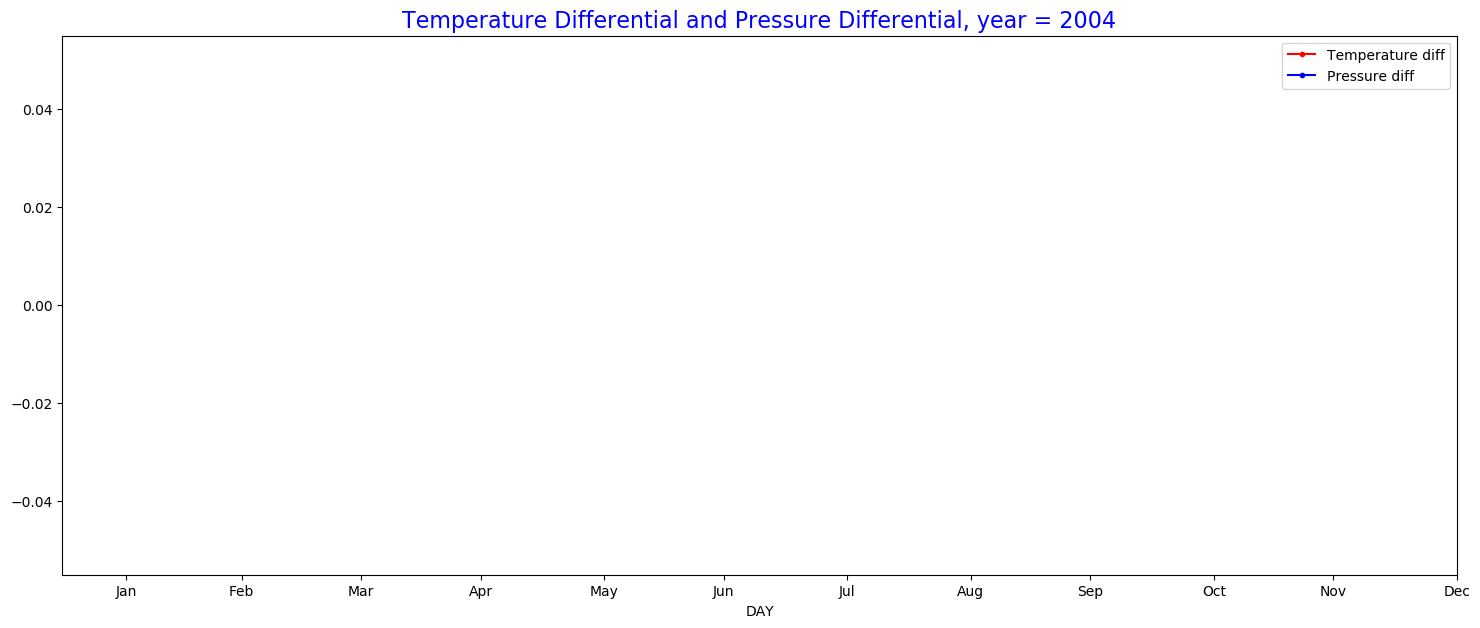 Temperature Differential and Pressure Differential, year = 2004
Temperature diff
Pressure diff
0.04
0.02
0.00
−0.02
−0.04
Jan Feb Mar Apr May Jun Jul Aug Sep Oct Nov Dec
DAY